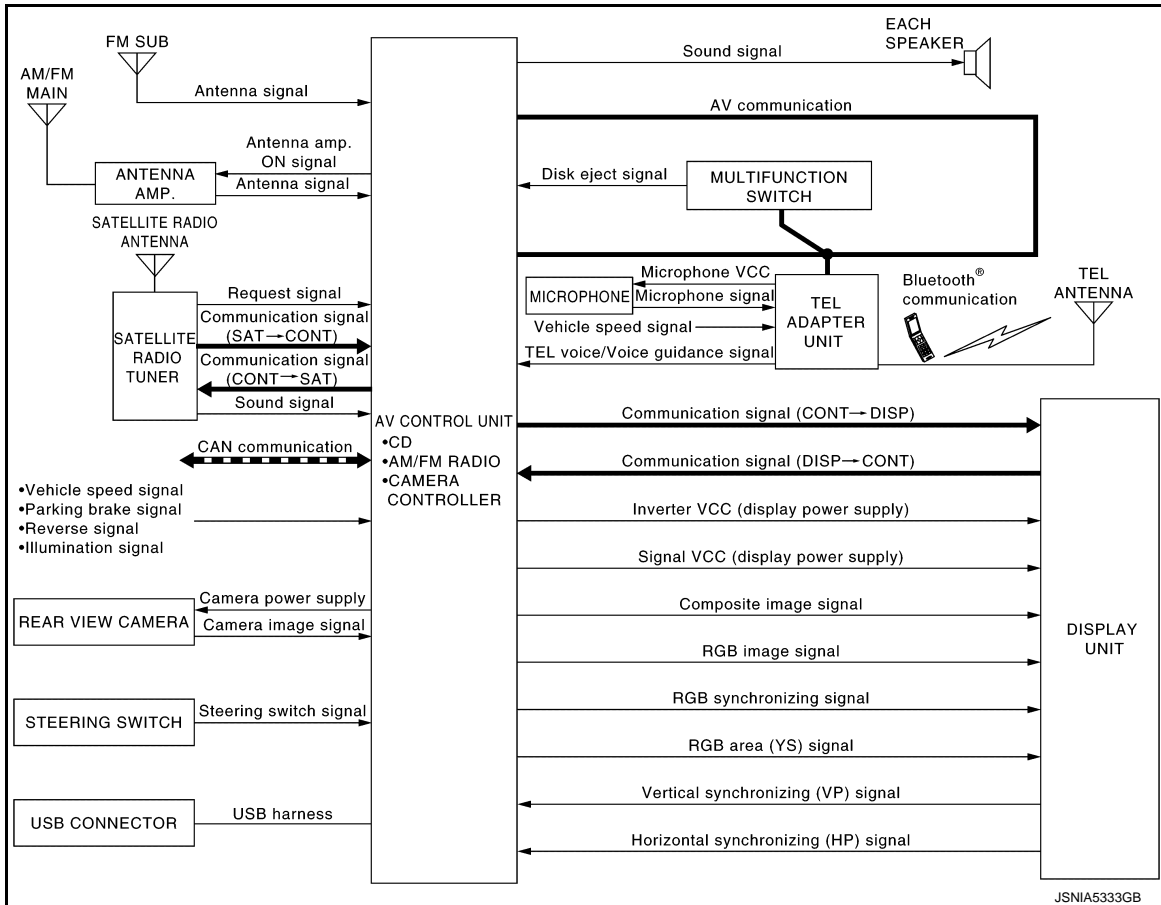 FM SUB
AM/FM
MAIN
Antenna signal
Antenna amp.
ON signal
ANTENNA
AMP.
Antenna signal
SATELLITE RADIO
ANTENNA
Request signal
Communication signal
(SAT→CONT)
SATELLITE
RADIO
TUNER
Communication signal
(CONT→SAT)
Sound signal
CAN communication
•Vehicle speed signal
•Parking brake signal
•Reverse signal
•Illumination signal
Camera power supply
REAR VIEW CAMERA
Camera image signal
STEERING SWITCH
Steering switch signal
USB CONNECTOR
USB harness
AV CONTROL UNIT
•CD
•AM/FM RADIO
•CAMERA
CONTROLLER
Sound signal
EACH
SPEAKER
AV communication
Disk eject signal
MULTIFUNCTION
SWITCH
Microphone VCC
MICROPHONE
Microphone signal
Vehicle speed signal
TEL voice/Voice guidance signal
TEL
ADAPTER
UNIT
Bluetooth®
communication
TEL
ANTENNA
Communication signal (CONT→DISP)
Communication signal (DISP→CONT)
Inverter VCC (display power supply)
Signal VCC (display power supply)
Composite image signal
RGB image signal
RGB synchronizing signal
RGB area (YS) signal
Vertical synchronizing (VP) signal
Horizontal synchronizing (HP) signal
DISPLAY
UNIT
JSNIA5333GB